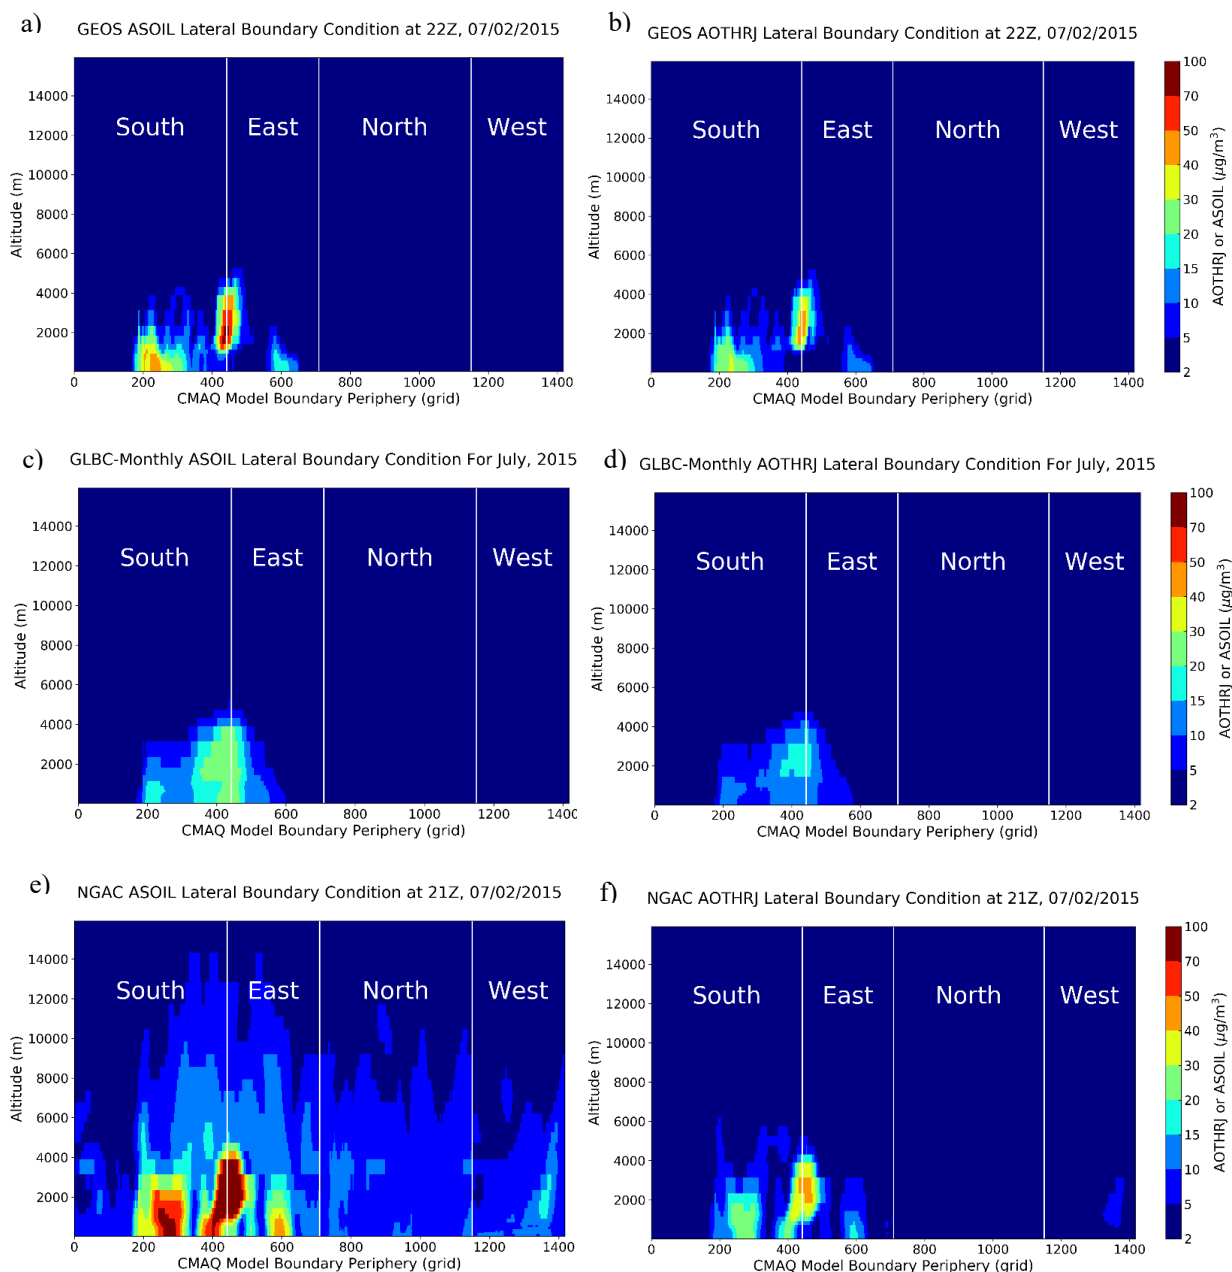 a) GEOS ASOIL Lateral Boundary Condition at 22Z, 07/02/2015
14000
12000
10000
8000
6000
4000
2000
Altitude (m)
South East North West
0 200 400 600 800 1000 1200 1400
CMAQ Model Boundary Periphery (grid)
b) GEOS AOTHRJ Lateral Boundary Condition at 22Z, 07/02/2015
14000
12000
10000
8000
6000
4000
2000
Altitude (m)
South East North West
0 200 400 600 800 1000 1200 1400
CMAQ Model Boundary Periphery (grid)
100
70
50
40
30
20
15
10
5
2
AOTHRJ or ASOIL (μg/m³)
c) GLBC-Monthly ASOIL Lateral Boundary Condition For July, 2015
14000
12000
10000
8000
6000
4000
2000
Altitude (m)
South East North West
0 200 400 600 800 1000 1200 1400
CMAQ Model Boundary Periphery (grid)
d) GLBC-Monthly AOTHRJ Lateral Boundary Condition For July, 2015
14000
12000
10000
8000
6000
4000
2000
Altitude (m)
South East North West
0 200 400 600 800 1000 1200 1400
CMAQ Model Boundary Periphery (grid)
100
70
50
40
30
20
15
10
5
2
AOTHRJ or ASOIL (μg/m³)
e) NGAC ASOIL Lateral Boundary Condition at 21Z, 07/02/2015
14000
12000
10000
8000
6000
4000
2000
Altitude (m)
South East North West
0 200 400 600 800 1000 1200 1400
CMAQ Model Boundary Periphery (grid)
f) NGAC AOTHRJ Lateral Boundary Condition at 21Z, 07/02/2015
14000
12000
10000
8000
6000
4000
2000
Altitude (m)
South East North West
0 200 400 600 800 1000 1200 1400
CMAQ Model Boundary Periphery (grid)
100
70
50
40
30
20
15
10
5
2
AOTHRJ or ASOIL (μg/m³)